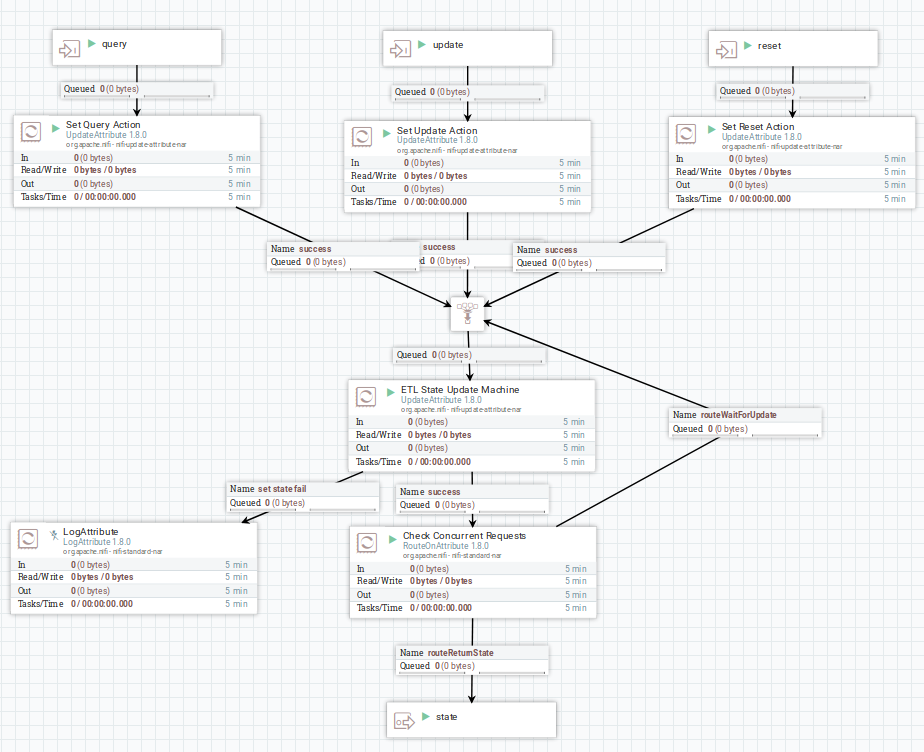 query
update
reset
Queued 0 (0 bytes)
Queued 0 (0 bytes)
Queued 0 (0 bytes)
Set Query Action
UpdateAttribute 1.8.0
org.apache.nifi - nifi-update-attribute-nar
In 0 (0 bytes) 5 min
Read/Write 0 bytes / 0 bytes 5 min
Out 0 (0 bytes) 5 min
Tasks/Time 0 / 00:00:00.000 5 min
Set Update Action
UpdateAttribute 1.8.0
org.apache.nifi - nifi-update-attribute-nar
In 0 (0 bytes) 5 min
Read/Write 0 bytes / 0 bytes 5 min
Out 0 (0 bytes) 5 min
Tasks/Time 0 / 00:00:00.000 5 min
Set Reset Action
UpdateAttribute 1.8.0
org.apache.nifi - nifi-update-attribute-nar
In 0 (0 bytes) 5 min
Read/Write 0 bytes / 0 bytes 5 min
Out 0 (0 bytes) 5 min
Tasks/Time 0 / 00:00:00.000 5 min
Name success
Queued 0 (0 bytes)
success
ed 0 (0 bytes)
Name success
Queued 0 (0 bytes)
Queued 0 (0 bytes)
ETL State Update Machine
UpdateAttribute 1.8.0
org.apache.nifi - nifi-update-attribute-nar
In 0 (0 bytes) 5 min
Read/Write 0 bytes / 0 bytes 5 min
Out 0 (0 bytes) 5 min
Tasks/Time 0 / 00:00:00.000 5 min
Name routeWaitForUpdate
Queued 0 (0 bytes)
Name set state fail
Queued 0 (0 bytes)
Name success
Queued 0 (0 bytes)
LogAttribute
LogAttribute 1.8.0
org.apache.nifi - nifi-standard-nar
In 0 (0 bytes) 5 min
Read/Write 0 bytes / 0 bytes 5 min
Out 0 (0 bytes) 5 min
Tasks/Time 0 / 00:00:00.000 5 min
Check Concurrent Requests
RouteOnAttribute 1.8.0
org.apache.nifi - nifi-standard-nar
In 0 (0 bytes) 5 min
Read/Write 0 bytes / 0 bytes 5 min
Out 0 (0 bytes) 5 min
Tasks/Time 0 / 00:00:00.000 5 min
Name routeReturnState
Queued 0 (0 bytes)
state